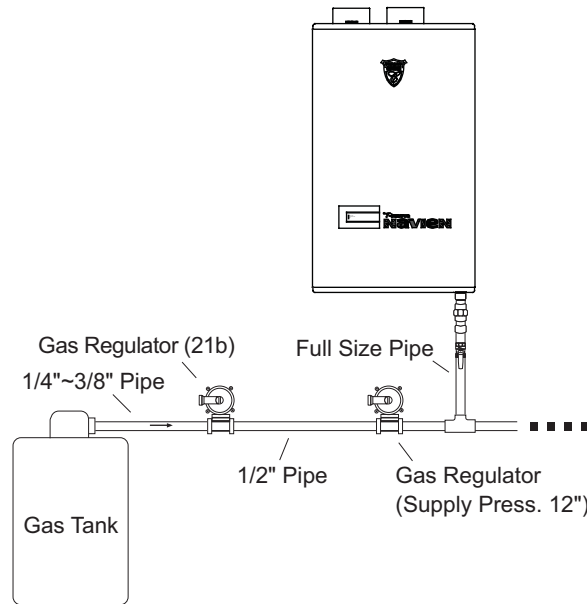 NAVIEN
Gas Regulator (21b)
Full Size Pipe
1/4"~3/8" Pipe
1/2" Pipe
Gas Regulator
(Supply Press. 12")
Gas Tank